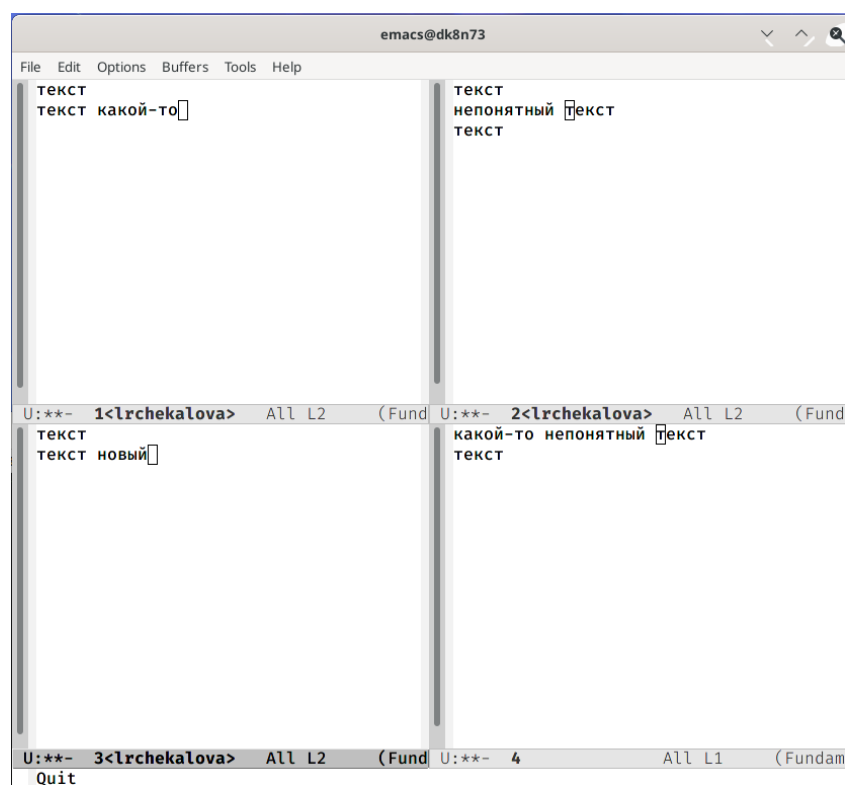 emacs@dk8n73
File Edit Options Buffers Tools Help
текст
текст какой-то
U:**- 1<lrchekalova> All L2 (Fund
текст
непонятный текст
текст
U:**- 2<lrchekalova> All L2 (Fund
текст
текст новый
U:**- 3<lrchekalova> All L2 (Fund
какой-то непонятный текст
текст
U:**- 4 All L1 (Fundam
Quit